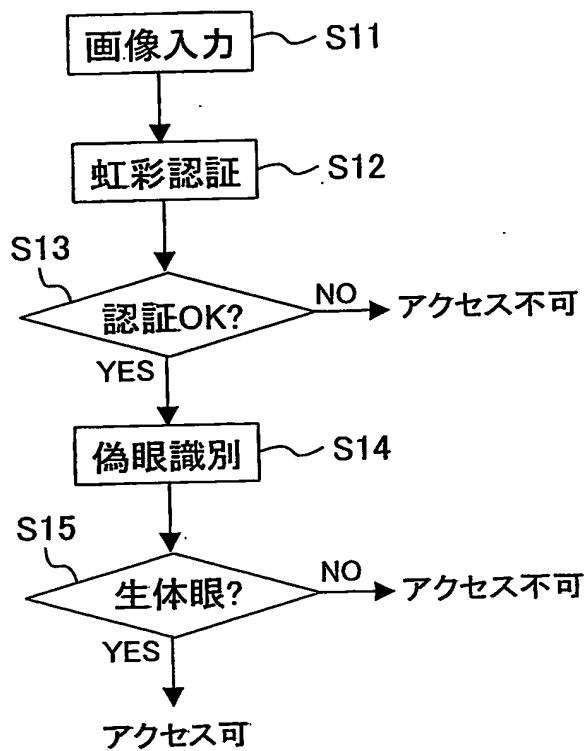 画像入力 S11
虹彩認証 S12
S13
認証OK? NO アクセス不可
YES
偽眼識別 S14
S15
生体眼? NO アクセス不可
YES
アクセス可